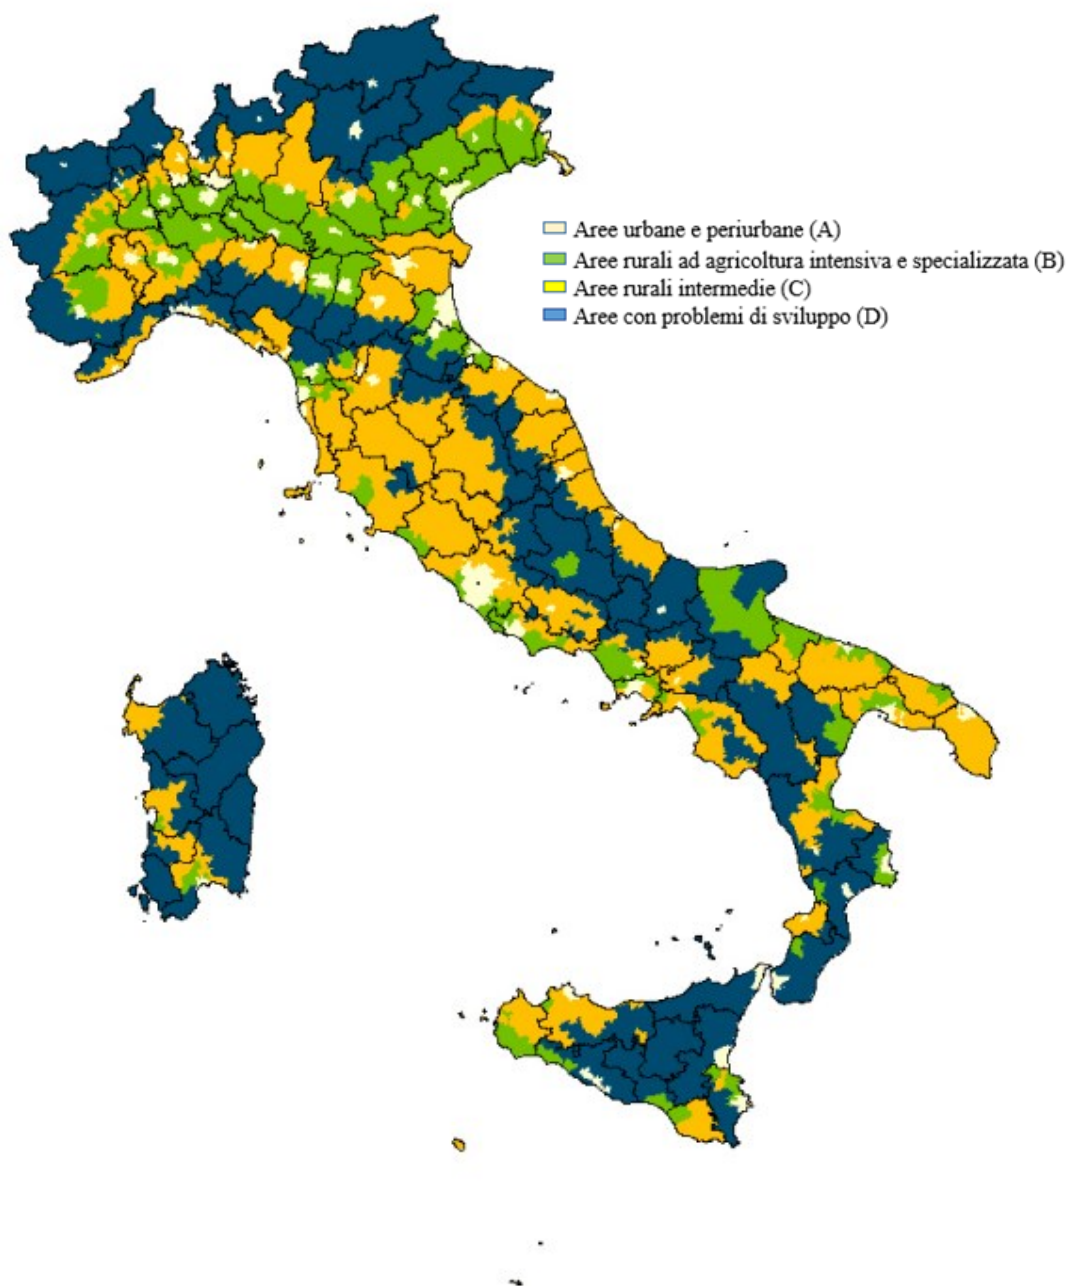 Aree urbane e periurbane (A)
Aree rurali ad agricoltura intensiva e specializzata (B)
Aree rurali intermedie (C)
Aree con problemi di sviluppo (D)